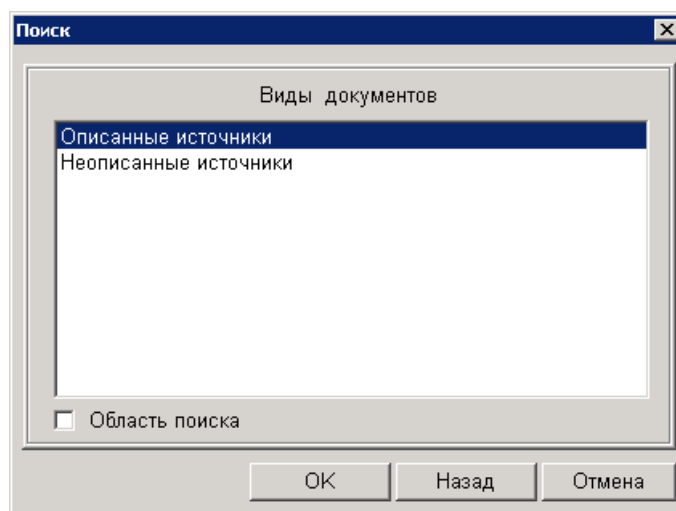 Поиск
Виды документов
Описанные источники
Неописанные источники
Область поиска
OK Назад Отмена